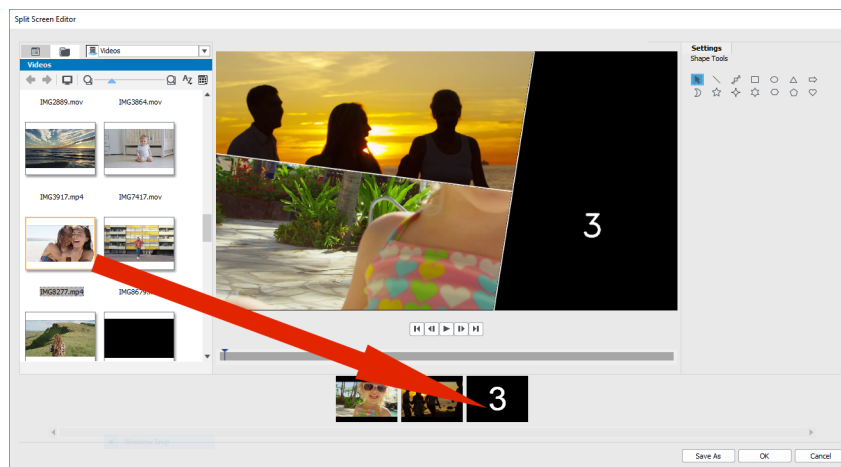 Split Screen Editor
Videos
Settings
Shape Tools
Videos
AZ
IMG2889.mov IMG3864.mov
IMG3917.mp4 IMG7417.mov
IMG8277.mp4
3
3
Save As OK Cancel